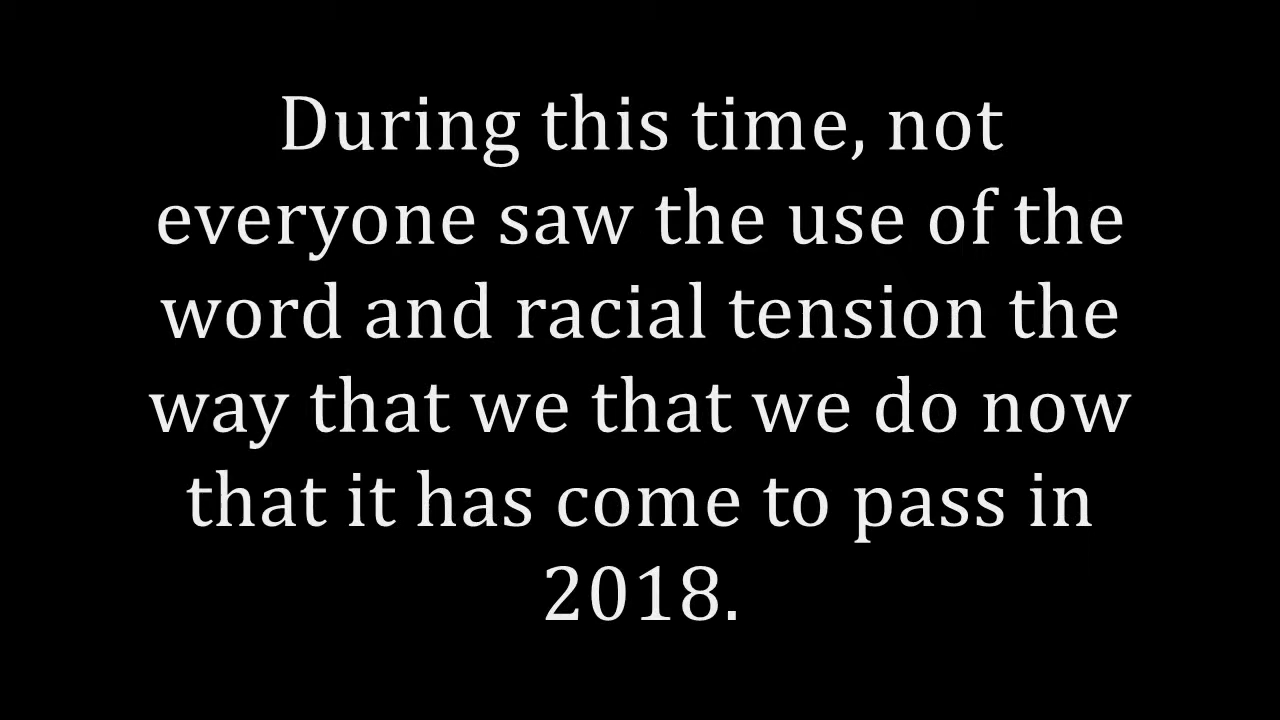 During this time, not
everyone saw the use of the
word and racial tension the
way that we that we do now
that it has come to pass in
2018.